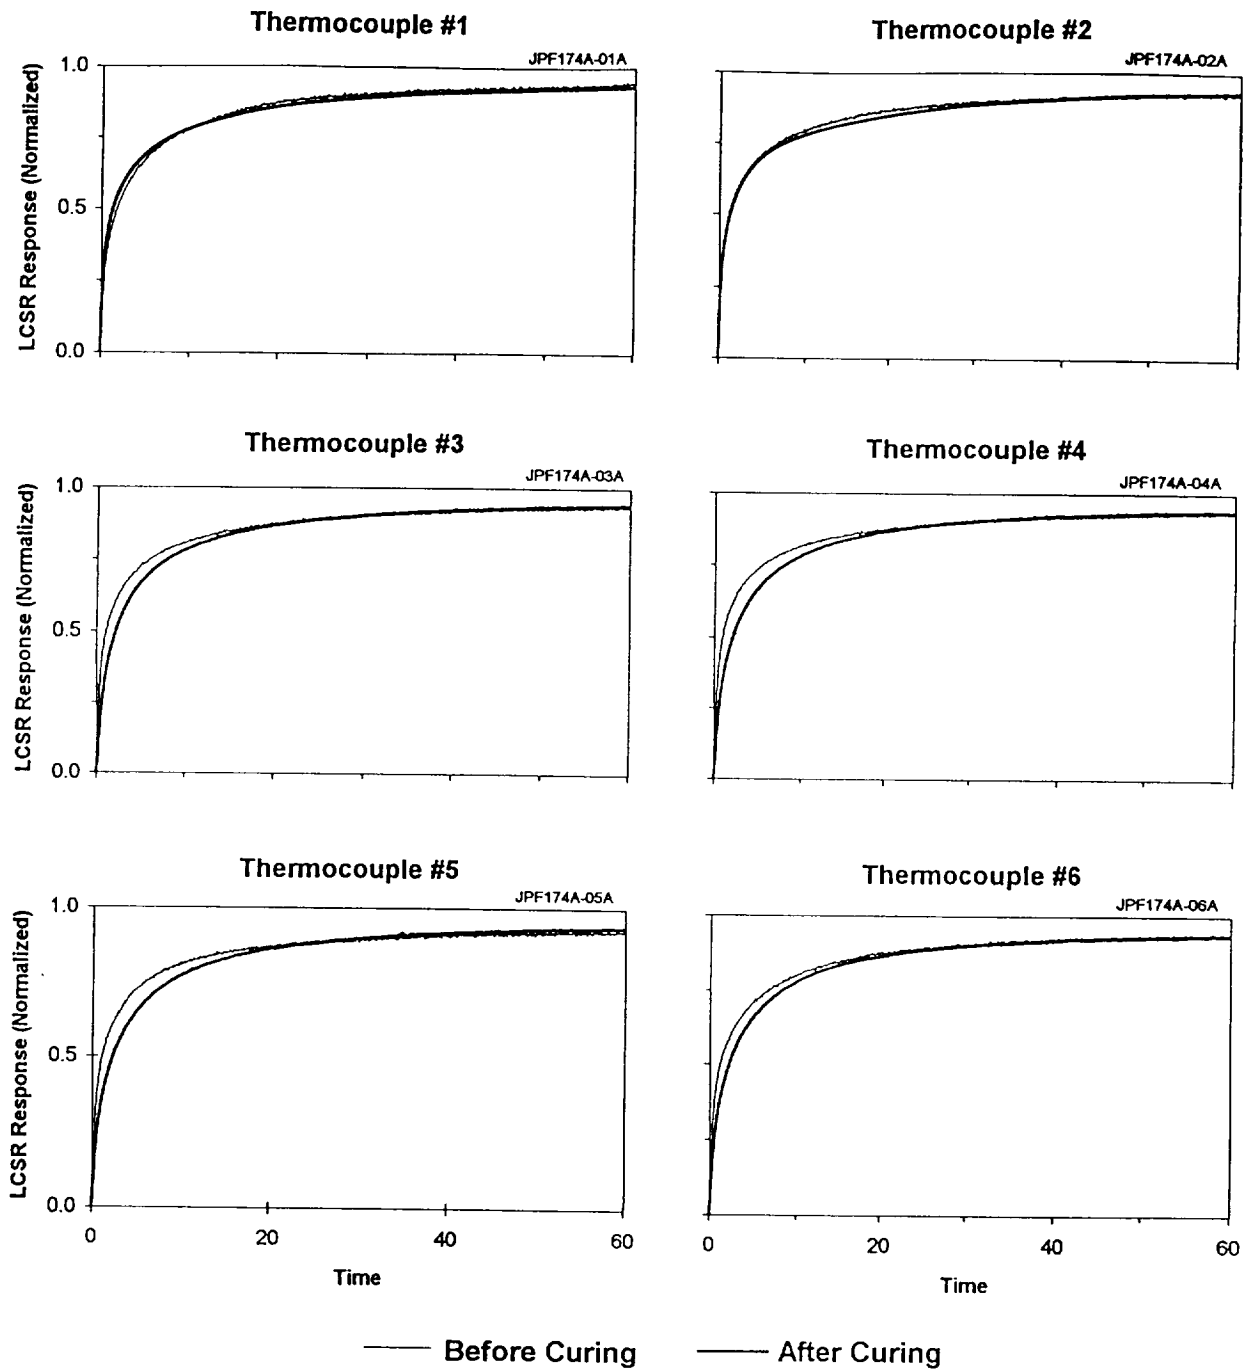 Thermocouple #1
JPF174A-01A
LCSR Response (Normalized)
1.0
0.5
0.0
Thermocouple #2
JPF174A-02A
Thermocouple #3
JPF174A-03A
LCSR Response (Normalized)
1.0
0.5
0.0
Thermocouple #4
JPF174A-04A
Thermocouple #5
JPF174A-05A
LCSR Response (Normalized)
1.0
0.5
0.0
0 20 40 60
Time
Thermocouple #6
JPF174A-06A
0 20 40 60
Time
Before Curing
After Curing